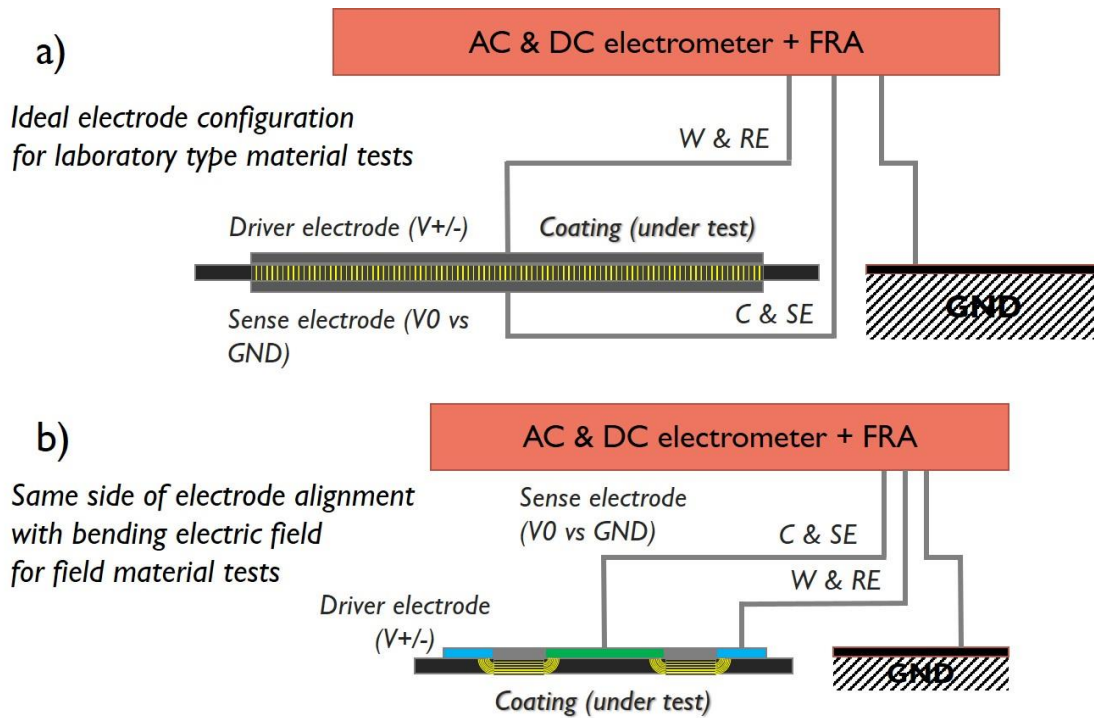 a)
AC & DC electrometer + FRA
Ideal electrode configuration
for laboratory type material tests
W & RE
Driver electrode (V+/-)
Coating (under test)
Sense electrode (V0 vs
GND)
C & SE
GND
b)
AC & DC electrometer + FRA
Same side of electrode alignment
with bending electric field
for field material tests
Sense electrode
(V0 vs GND)
C & SE
W & RE
Driver electrode
(V+/-)
GND
Coating (under test)